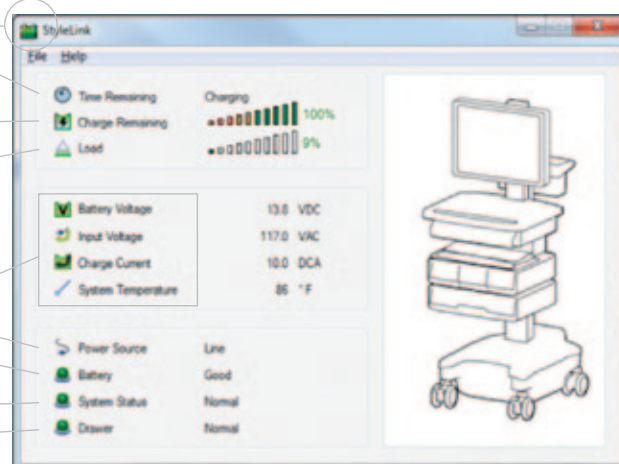 StyleLink
File Help
Time Remaining Charging
Charge Remaining 100%
Load 9%
Battery Voltage 13.8 VDC
Input Voltage 117.0 VAC
Charge Current 10.0 DCA
System Temperature 86 °F
Power Source Line
Battery Good
System Status Normal
Drawer Normal